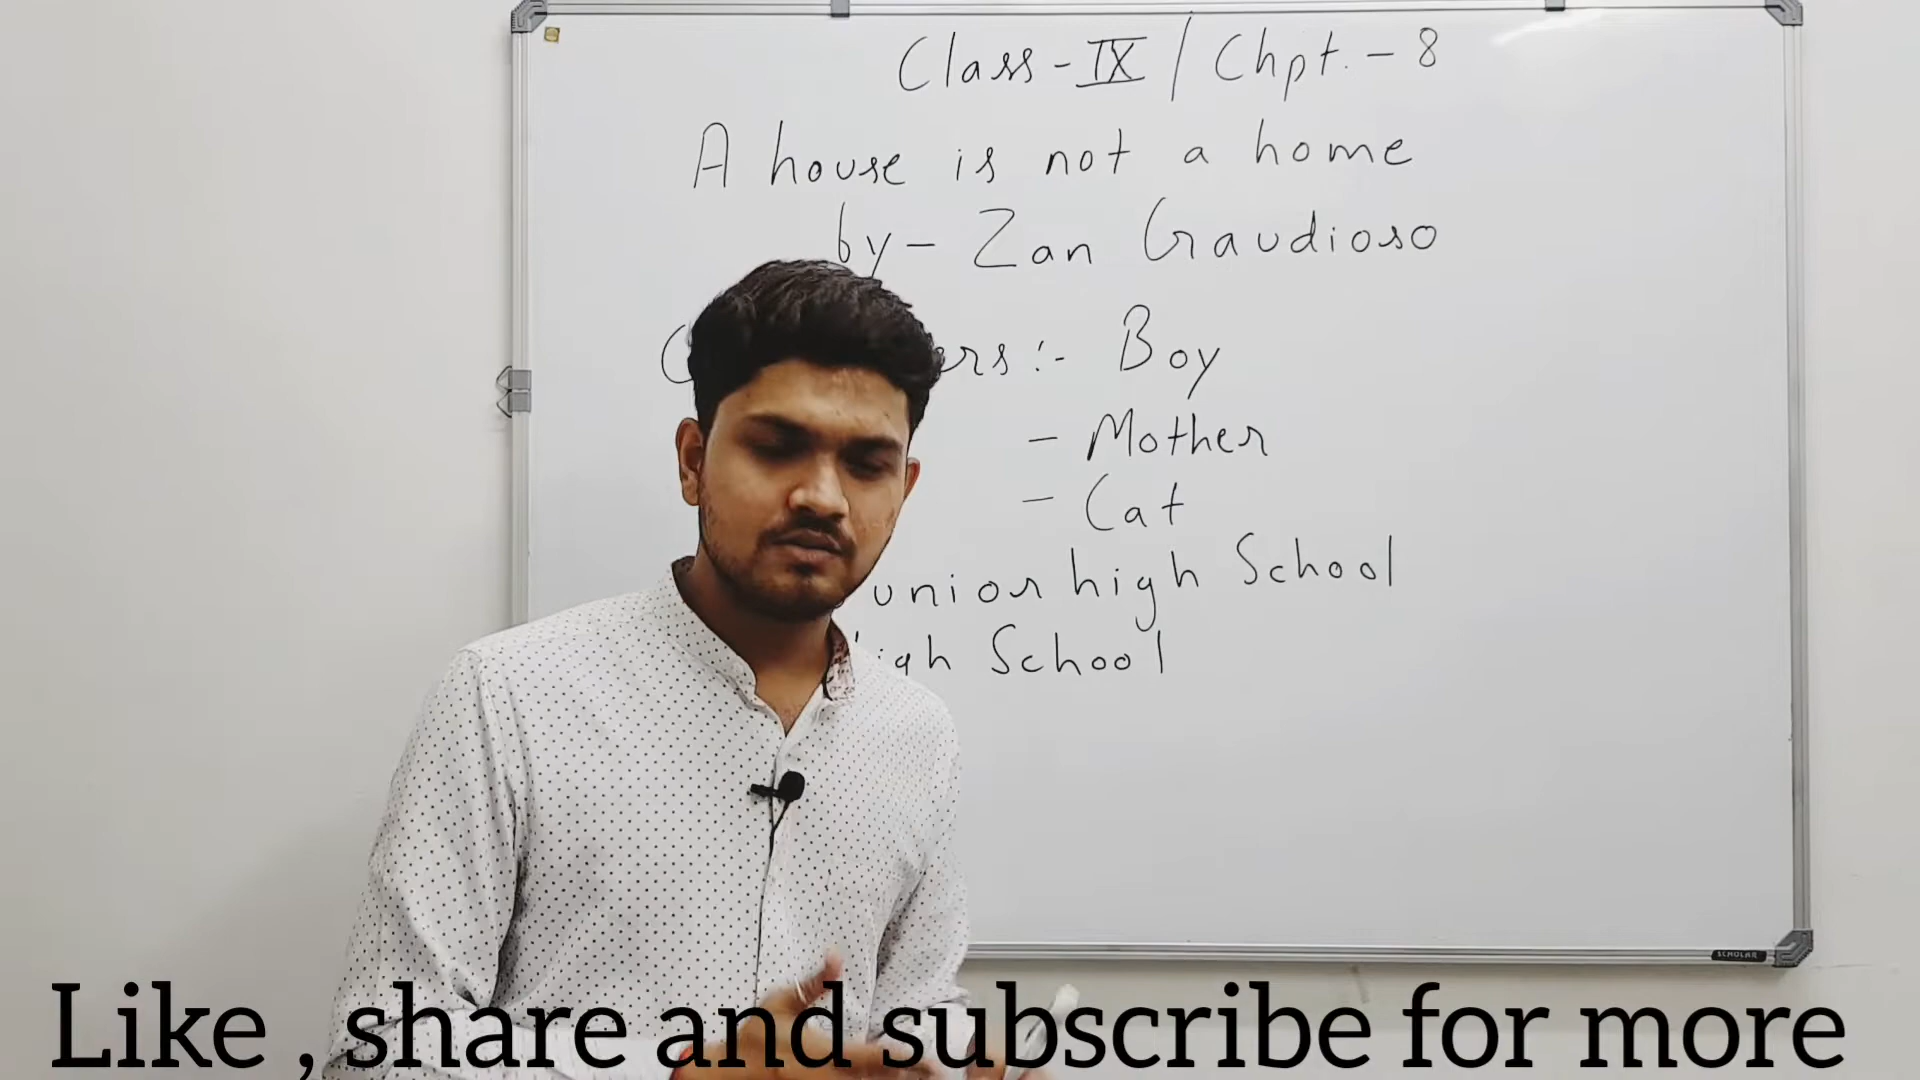 Class-IX / Chpt.-8
A house is not a home
by- Zan Gaudioso
:- Boy
- Mother
- Cat
high School
School
SCHOLAR
Like , share and subscribe for more